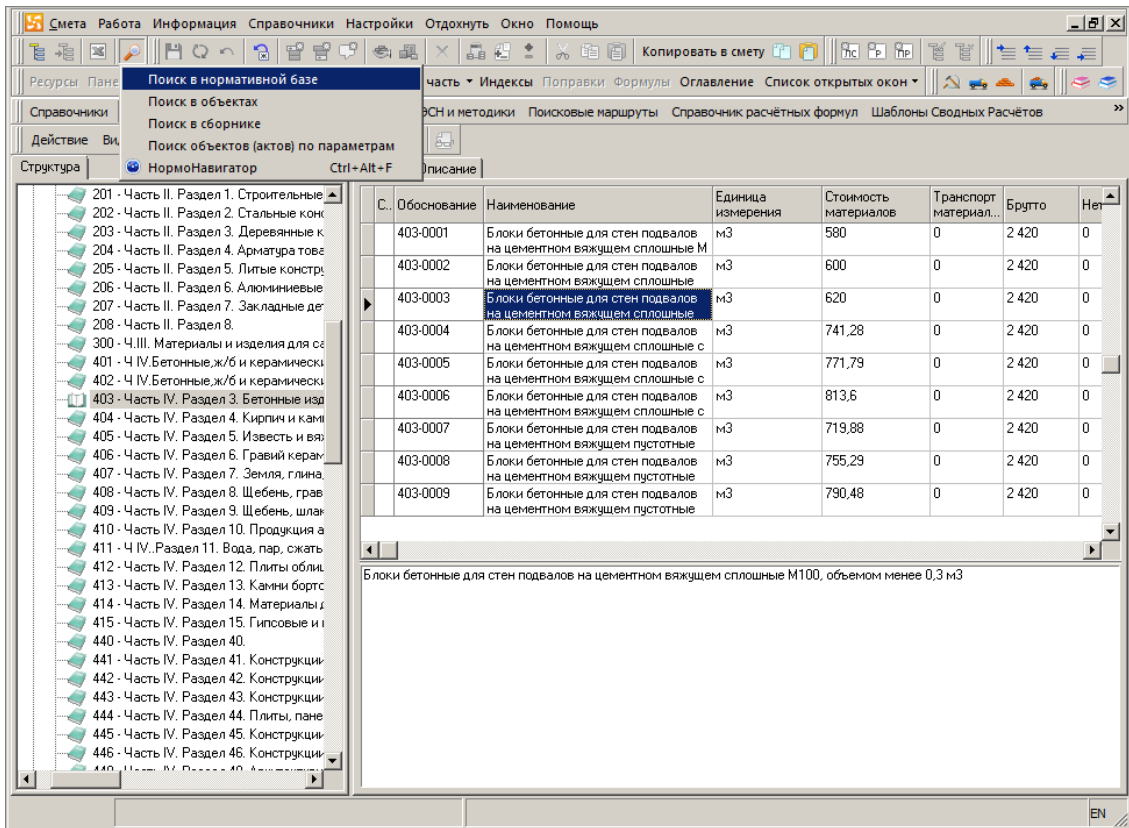 Смета Работа Информация Справочники Настройки Отдохнуть Окно Помощь
Копировать в смету
Ресурсы Пане
часть Индексы Поправки Формулы Оглавление Список открытых окон
Справочники
ЭСН и методики Поисковые маршруты Справочник расчётных формул Шаблоны Сводных Расчётов
Действие Ви
Поиск в нормативной базе
Поиск в объектах
Поиск в сборнике
Поиск объектов (актов) по параметрам
НормоНавигатор Ctrl+Alt+F
Структура
Описание
201 - Часть II. Раздел 1. Строительные
202 - Часть II. Раздел 2. Стальные конс
203 - Часть II. Раздел 3. Деревянные к
204 - Часть II. Раздел 4. Арматура това
205 - Часть II. Раздел 5. Литые констру
206 - Часть II. Раздел 6. Алюминиевые
207 - Часть II. Раздел 7. Закладные де
208 - Часть II. Раздел 8.
300 - Ч.III. Материалы и изделия для са
401 - Ч IV.Бетонные,ж/б и керамически
402 - Ч IV.Бетонные,ж/б и керамически
403 - Часть IV. Раздел 3. Бетонные изд
404 - Часть IV. Раздел 4. Кирпич и кам
405 - Часть IV. Раздел 5. Известь и вя
406 - Часть IV. Раздел 6. Гравий керам
407 - Часть IV. Раздел 7. Земля, глина,
408 - Часть IV. Раздел 8. Щебень, грав
409 - Часть IV. Раздел 9. Щебень, шлак
410 - Часть IV. Раздел 10. Продукция а
411 - Ч IV..Раздел 11. Вода, пар, сжать
412 - Часть IV. Раздел 12. Плиты облиц
413 - Часть IV. Раздел 13. Камни бортс
414 - Часть IV. Раздел 14. Материалы д
415 - Часть IV. Раздел 15. Гипсовые и
440 - Часть IV. Раздел 40.
441 - Часть IV. Раздел 41. Конструкции
442 - Часть IV. Раздел 42. Конструкции
443 - Часть IV. Раздел 43. Конструкции
444 - Часть IV. Раздел 44. Плиты, пане
445 - Часть IV. Раздел 45. Конструкции
446 - Часть IV. Раздел 46. Конструкции
С.. Обоснование Наименование Единица измерения Стоимость материалов Транспорт материал... Брутто Нет
403-0001 Блоки бетонные для стен подвалов м3 580 0 2 420 0
на цементном вяжущем сплошные М
403-0002 Блоки бетонные для стен подвалов м3 600 0 2 420 0
на цементном вяжущем сплошные
403-0003 Блоки бетонные для стен подвалов м3 620 0 2 420 0
на цементном вяжущем сплошные
403-0004 Блоки бетонные для стен подвалов м3 741,28 0 2 420 0
на цементном вяжущем сплошные с
403-0005 Блоки бетонные для стен подвалов м3 771,79 0 2 420 0
на цементном вяжущем сплошные с
403-0006 Блоки бетонные для стен подвалов м3 813,6 0 2 420 0
на цементном вяжущем сплошные с
403-0007 Блоки бетонные для стен подвалов м3 719,88 0 2 420 0
на цементном вяжущем пустотные
403-0008 Блоки бетонные для стен подвалов м3 755,29 0 2 420 0
на цементном вяжущем пустотные
403-0009 Блоки бетонные для стен подвалов м3 790,48 0 2 420 0
на цементном вяжущем пустотные
Блоки бетонные для стен подвалов на цементном вяжущем сплошные М100, объемом менее 0,3 м3
EN